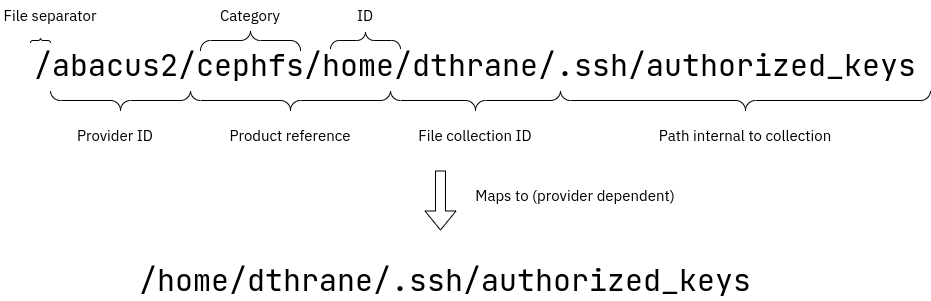 File separator Category ID
/abacus2/cephfs/home/dthrane/.ssh/authorized_keys
Provider ID Product reference File collection ID Path internal to collection
Maps to (provider dependent)
/home/dthrane/.ssh/authorized_keys